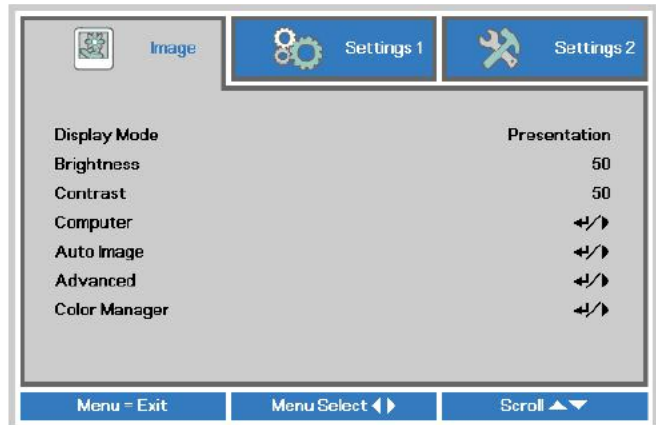 Image Settings 1 Settings 2
Display Mode Presentation
Brightness 50
Contrast 50
Computer ↵/▶
Auto Image ↵/▶
Advanced ↵/▶
Color Manager ↵/▶
Menu = Exit Menu Select ◀▶ Scroll ▲▼